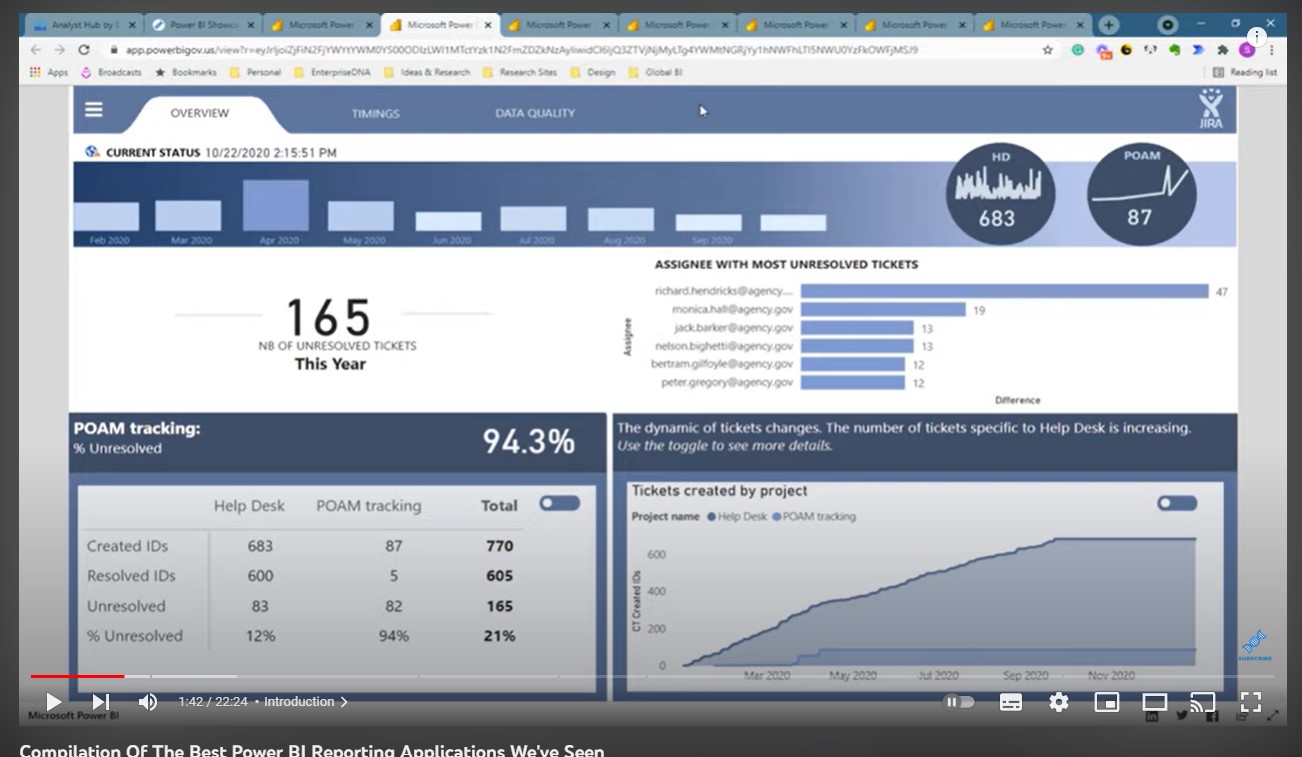 Analyst Hub by
Power BI Showc
Microsoft Power
Microsoft Power
Microsoft Power
Microsoft Power
Microsoft Power
Microsoft Power
Microsoft Power
Apps
Broadcasts
Bookmarks
Personal
EnterpriseDNA
Ideas & Research
Research Sites
Design
Global BI
Reading list
OVERVIEW
TIMINGS
DATA QUALITY
JIRA
CURRENT STATUS 10/22/2020 2:15:51 PM
HD
683
POAM
87
Feb 2020
Mar 2020
Apr 2020
May 2020
Jun 2020
Jul 2020
Aug 2020
Sep 2020
165
NB OF UNRESOLVED TICKETS
This Year
ASSIGNEE WITH MOST UNRESOLVED TICKETS
Assignee
richard.hendricks@agency.... 47
monica.hall@agency.gov 19
jack.barker@agency.gov 13
nelson.bighetti@agency.gov 13
bertram.gilfoyle@agency.gov 12
peter.gregory@agency.gov 12
Difference
POAM tracking:
% Unresolved
94.3%
Help Desk POAM tracking Total
Created IDs 683 87 770
Resolved IDs 600 5 605
Unresolved 83 82 165
% Unresolved 12% 94% 21%
The dynamic of tickets changes. The number of tickets specific to Help Desk is increasing.
Use the toggle to see more details.
Tickets created by project
Project name Help Desk POAM tracking
CT Created IDs
600
400
200
0
Mar 2020
May 2020
Jul 2020
Sep 2020
Nov 2020
SUBSCRIBE
1:42 / 22:24 • Introduction
Microsoft Power BI
Compilation Of The Best Power BI Reporting Applications We've Seen